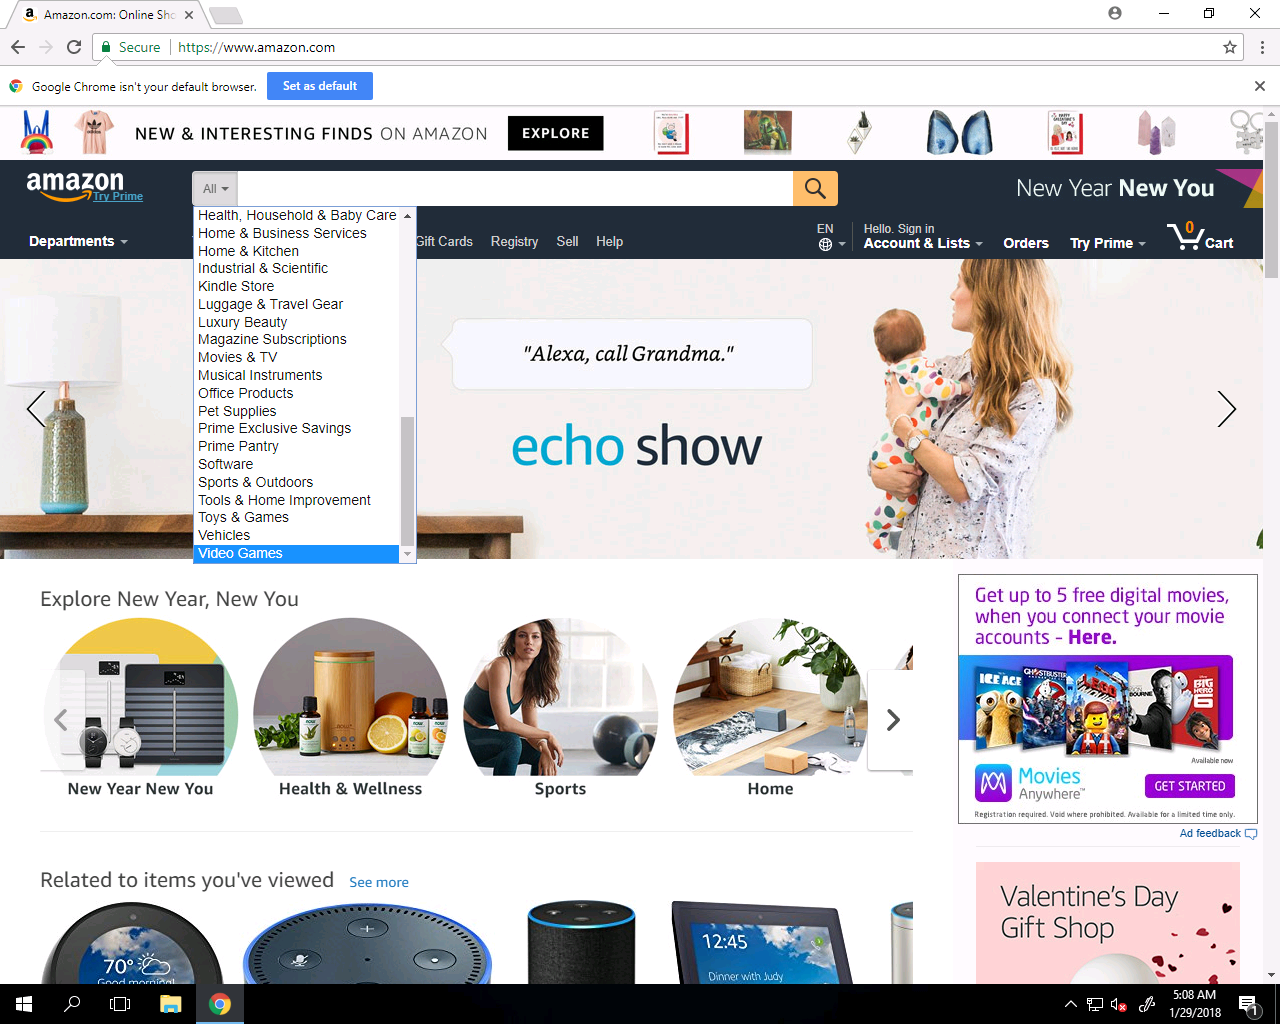 Amazon.com: Online Sho
Secure https://www.amazon.com
Google Chrome isn't your default browser. Set as default
NEW & INTERESTING FINDS ON AMAZON EXPLORE
amazon
Try Prime
All
New Year New You
Departments
Gift Cards Registry Sell Help
EN
Hello. Sign in
Account & Lists
Orders
Try Prime
0
Cart
Health, Household & Baby Care
Home & Business Services
Home & Kitchen
Industrial & Scientific
Kindle Store
Luggage & Travel Gear
Luxury Beauty
Magazine Subscriptions
Movies & TV
Musical Instruments
Office Products
Pet Supplies
Prime Exclusive Savings
Prime Pantry
Software
Sports & Outdoors
Tools & Home Improvement
Toys & Games
Vehicles
Video Games
"Alexa, call Grandma."
echo show
Explore New Year, New You
New Year New You
Health & Wellness
Sports
Home
Get up to 5 free digital movies,
when you connect your movie
accounts - Here.
ICE AGE
GHOSTBUSTERS
LEGO
BOURNE
BIG
HERO
6
Available now
Movies
Anywhere™
GET STARTED
Registration required. Void where prohibited. Available for a limited time only.
Ad feedback
Related to items you've viewed See more
70°
Good morning!
12:45
Dinner with Judy
Valentine's Day
Gift Shop
5:08 AM
1/29/2018
1